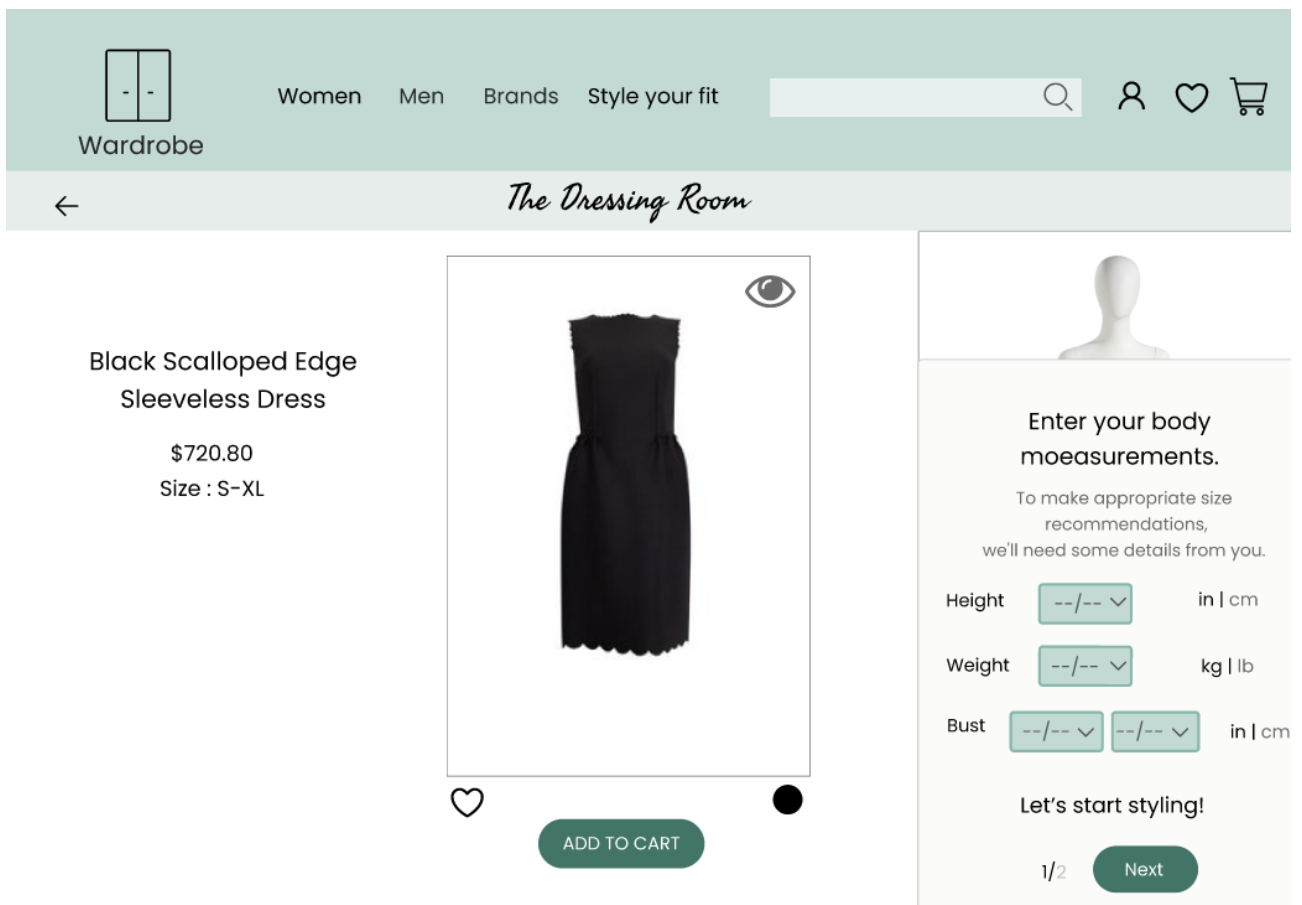 Wardrobe
Women
Men
Brands
Style your fit
The Dressing Room
Black Scalloped Edge
Sleeveless Dress
$720.80
Size : S-XL
ADD TO CART
Enter your body
moeasurements.
To make appropriate size
recommendations,
we'll need some details from you.
Height --/-- in | cm
Weight --/-- kg | lb
Bust --/-- --/-- in | cm
Let's start styling!
1/2 Next